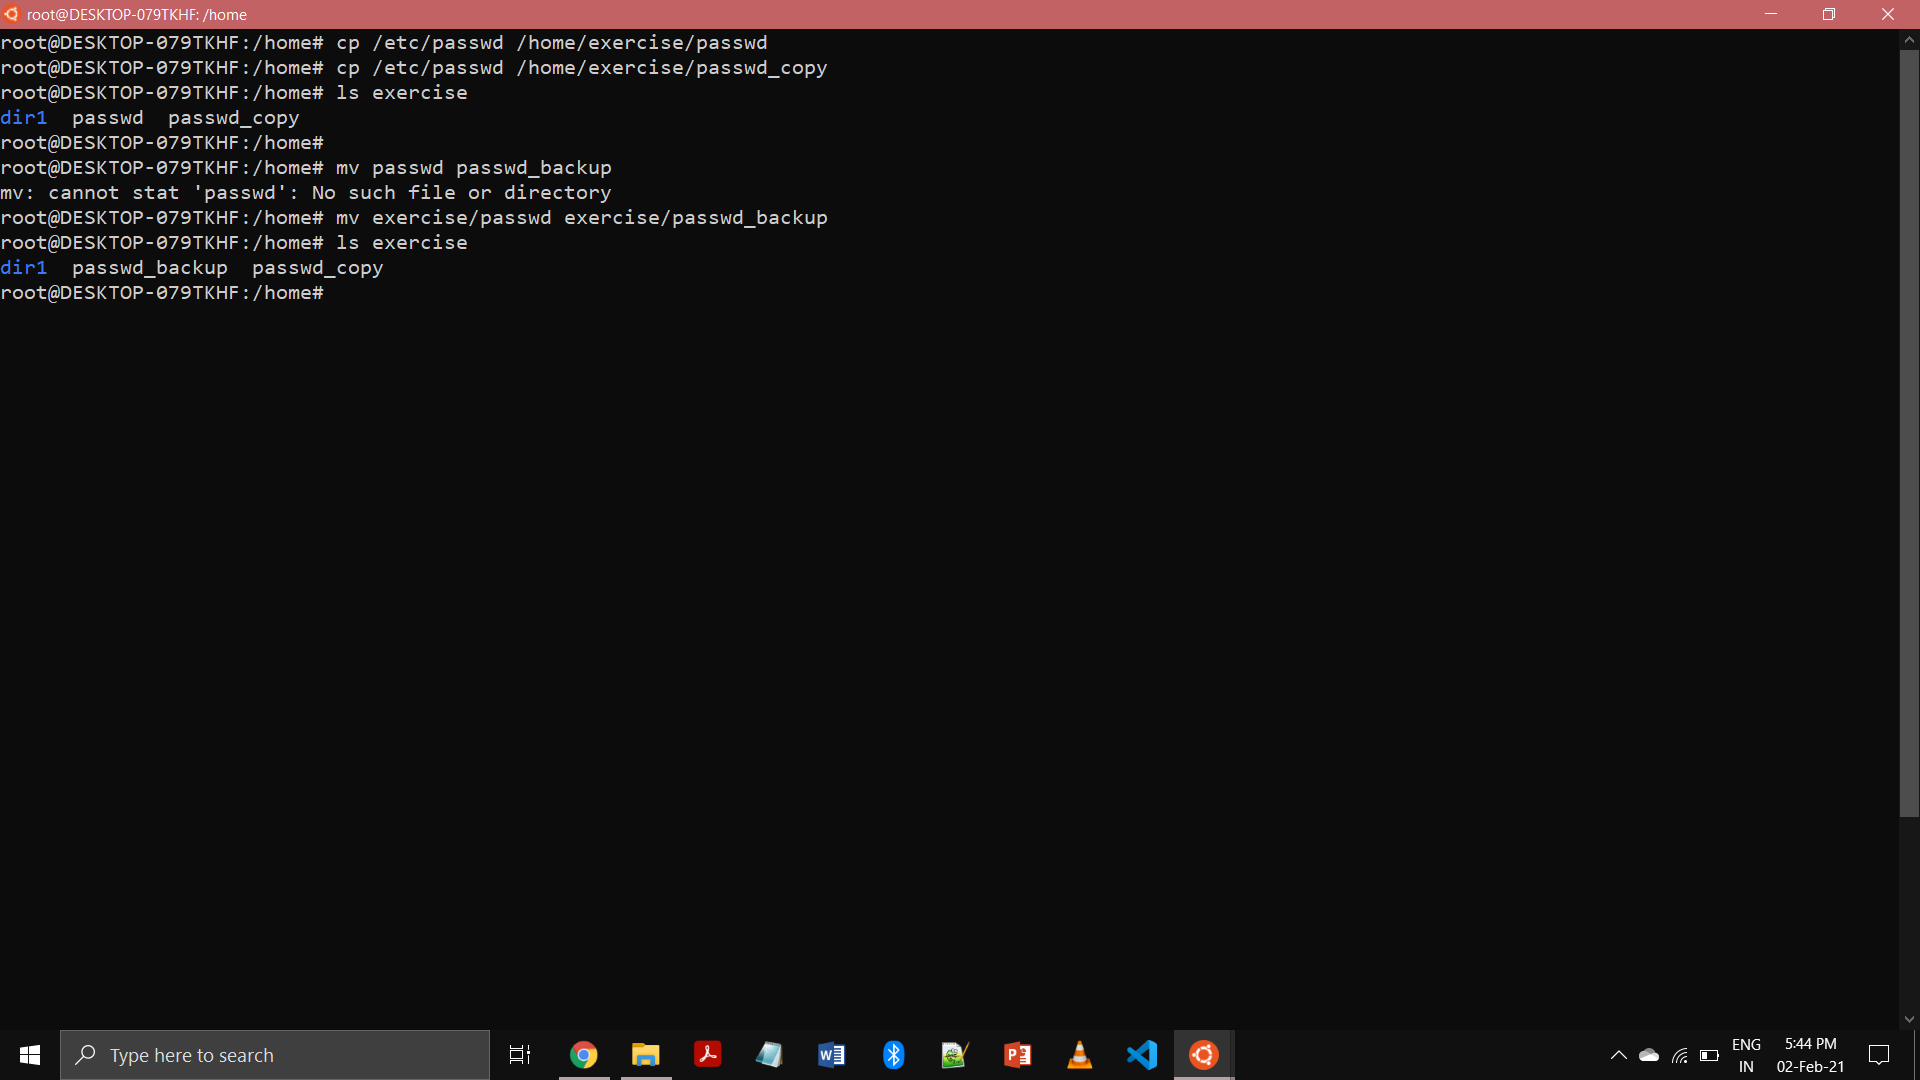 root@DESKTOP-079TKHF: /home
root@DESKTOP-079TKHF:/home# cp /etc/passwd /home/exercise/passwd
root@DESKTOP-079TKHF:/home# cp /etc/passwd /home/exercise/passwd_copy
root@DESKTOP-079TKHF:/home# ls exercise
dir1  passwd  passwd_copy
root@DESKTOP-079TKHF:/home#
root@DESKTOP-079TKHF:/home# mv passwd passwd_backup
mv: cannot stat 'passwd': No such file or directory
root@DESKTOP-079TKHF:/home# mv exercise/passwd exercise/passwd_backup
root@DESKTOP-079TKHF:/home# ls exercise
dir1  passwd_backup  passwd_copy
root@DESKTOP-079TKHF:/home#
Type here to search
ENG
IN
5:44 PM
02-Feb-21